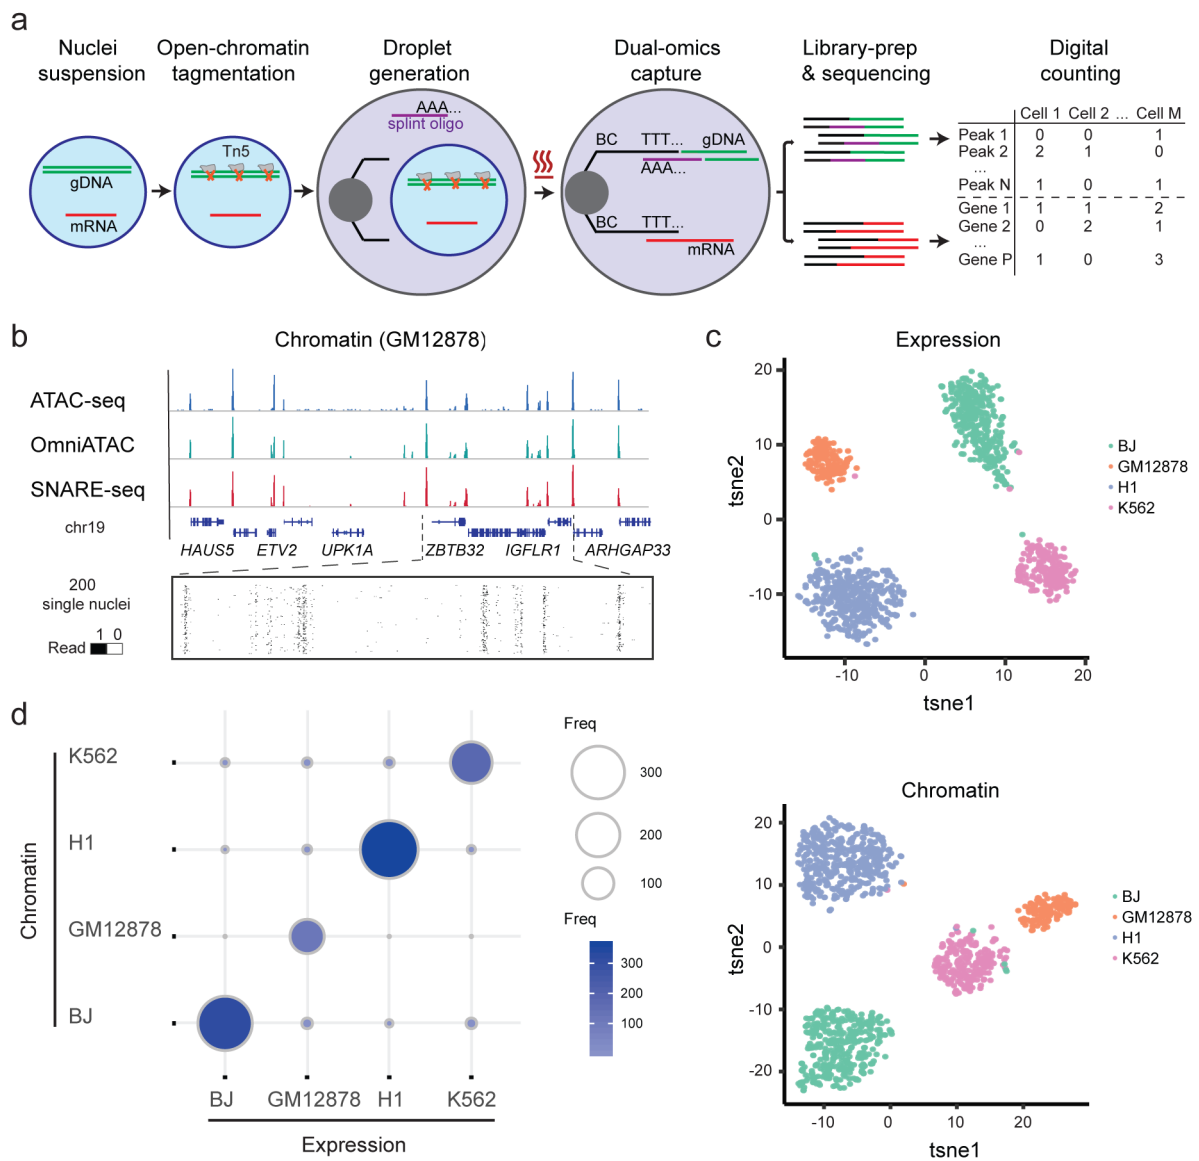 a
Nuclei suspension
Open-chromatin tagmentation
Droplet generation
Dual-omics capture
Library-prep & sequencing
Digital counting
gDNA
mRNA
Tn5
AAA...
splint oligo
BC TTT... gDNA
AAA...
BC TTT...
mRNA
Cell 1 Cell 2 ... Cell M
Peak 1 0 0 1
Peak 2 2 1 0
...
Peak N 1 0 1
Gene 1 1 1 2
Gene 2 0 2 1
...
Gene P 1 0 3
b
Chromatin (GM12878)
ATAC-seq
OmniATAC
SNARE-seq
chr19
HAUS5 ETV2 UPK1A ZBTB32 IGFLR1 ARHGAP33
200
single nuclei
1 0
Read
c
Expression
20
10
0
-10
tsne2
-10 0 10 20
tsne1
BJ
GM12878
H1
K562
Chromatin
20
10
0
-10
-20
tsne2
-10 0 10 20
tsne1
BJ
GM12878
H1
K562
d
K562
H1
GM12878
BJ
Chromatin
BJ GM12878 H1 K562
Expression
Freq
300
200
100
Freq
300
200
100